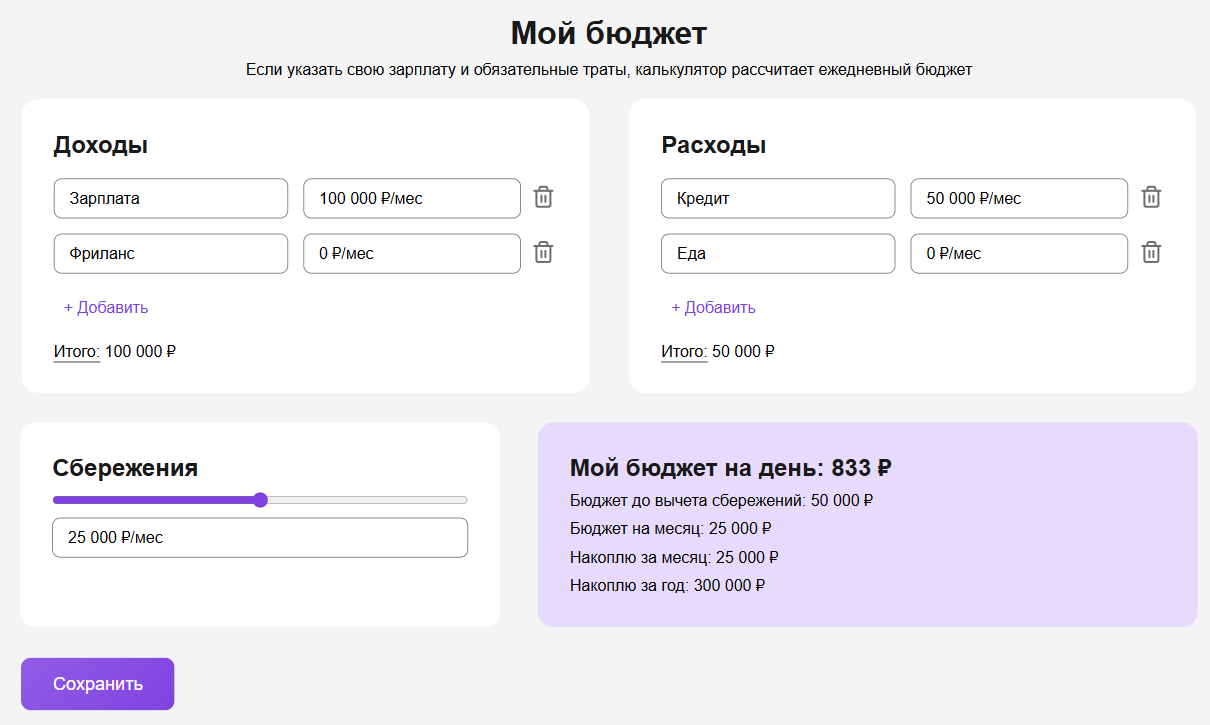 Мой бюджет
Если указать свою зарплату и обязательные траты, калькулятор рассчитает ежедневный бюджет
Доходы
Зарплата
100 000 ₽/мес
Фриланс
0 ₽/мес
+ Добавить
Итого: 100 000 ₽
Расходы
Кредит
50 000 ₽/мес
Еда
0 ₽/мес
+ Добавить
Итого: 50 000 ₽
Сбережения
25 000 ₽/мес
Мой бюджет на день: 833 ₽
Бюджет до вычета сбережений: 50 000 ₽
Бюджет на месяц: 25 000 ₽
Накоплю за месяц: 25 000 ₽
Накоплю за год: 300 000 ₽
Сохранить